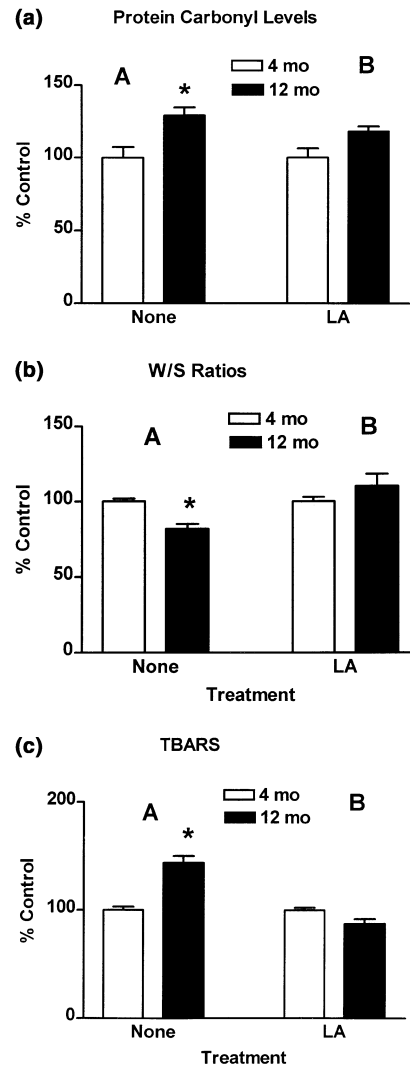 (a) Protein Carbonyl Levels
A
B
4 mo
12 mo
*
150
100
50
0
% Control
None LA
(b) W/S Ratios
A
B
4 mo
12 mo
*
150
100
50
0
% Control
None LA
Treatment
(c) TBARS
A
B
4 mo
12 mo
*
200
100
0
% Control
None LA
Treatment